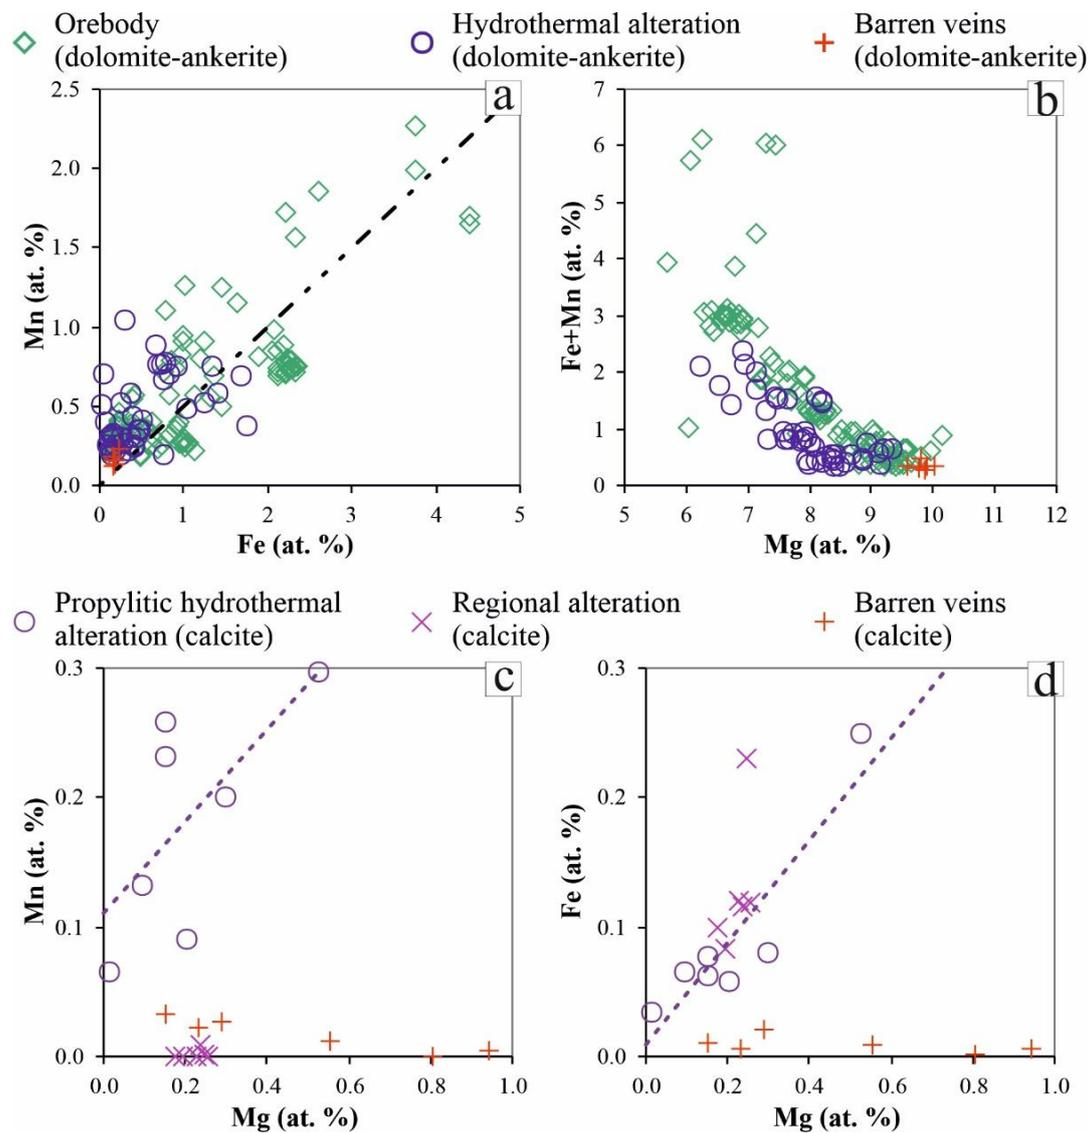 Orebody
(dolomite-ankerite)
Hydrothermal alteration
(dolomite-ankerite)
Barren veins
(dolomite-ankerite)
a
2.5
2.0
1.5
1.0
0.5
0.0
Mn (at. %)
0 1 2 3 4 5
Fe (at. %)
b
7
6
5
4
3
2
1
0
Fe+Mn (at. %)
5 6 7 8 9 10 11 12
Mg (at. %)
Propylitic hydrothermal
alteration (calcite)
Regional alteration
(calcite)
Barren veins
(calcite)
c
0.3
0.2
0.1
0.0
Mn (at. %)
0.0 0.2 0.4 0.6 0.8 1.0
Mg (at. %)
d
0.3
0.2
0.1
0.0
Fe (at. %)
0.0 0.2 0.4 0.6 0.8 1.0
Mg (at. %)